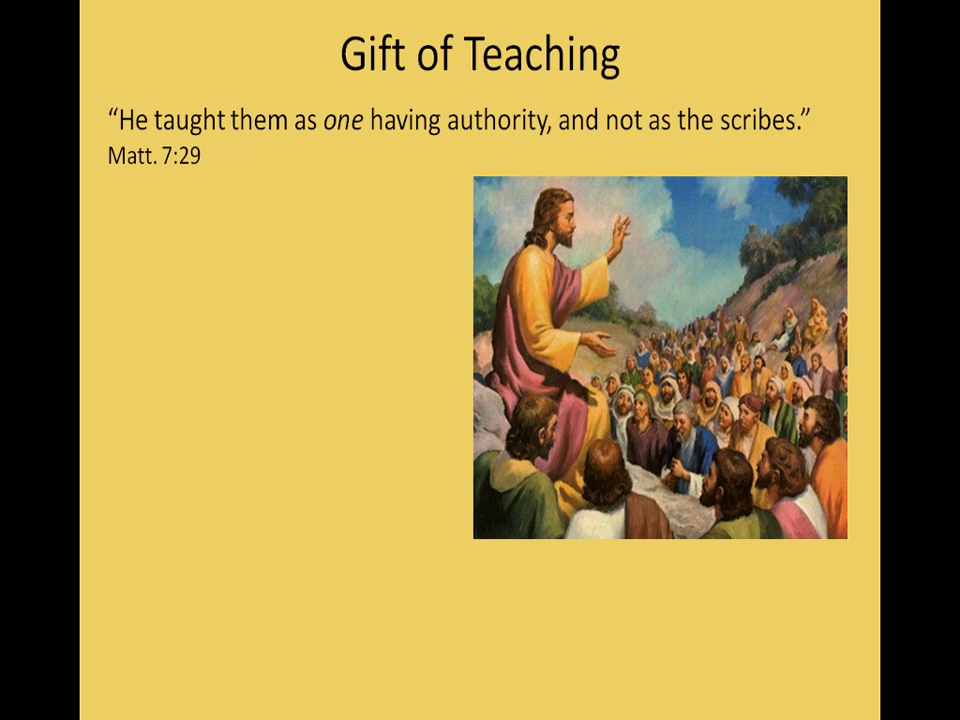 Gift of Teaching
“He taught them as one having authority, and not as the scribes.”
Matt. 7:29